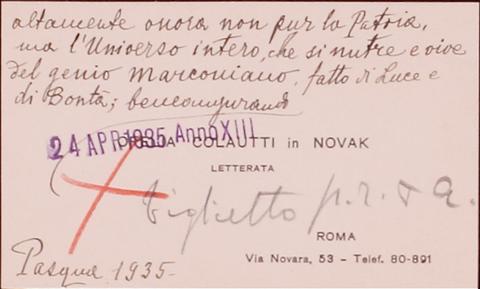 altamente onora non pur la Patria,
ma l'Universo intero, che si nutre e vive
del genio Marconiano, fatto di Luce e
di Bontà; beneaugurando
24 APR 1935 Anno XIII
COLAUTTI in NOVAK
LETTERATA
biglietto p. r. + a.
ROMA
Via Novara, 53 - Telef. 80-891
Pasqua 1935-